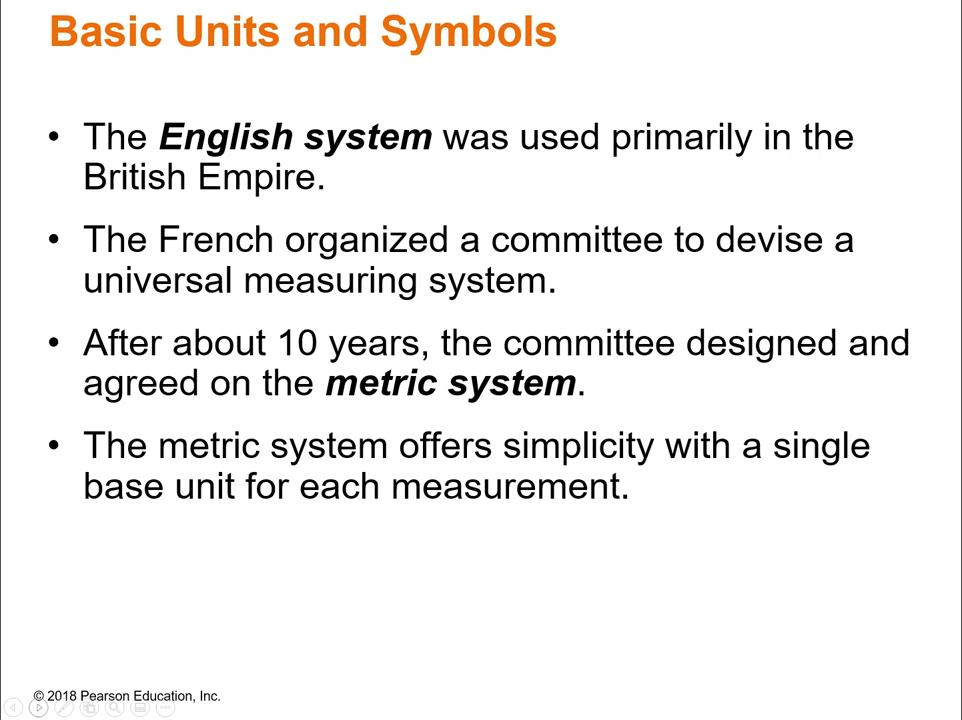 Basic Units and Symbols
• The English system was used primarily in the
British Empire.
• The French organized a committee to devise a
universal measuring system.
• After about 10 years, the committee designed and
agreed on the metric system.
• The metric system offers simplicity with a single
base unit for each measurement.
© 2018 Pearson Education, Inc.